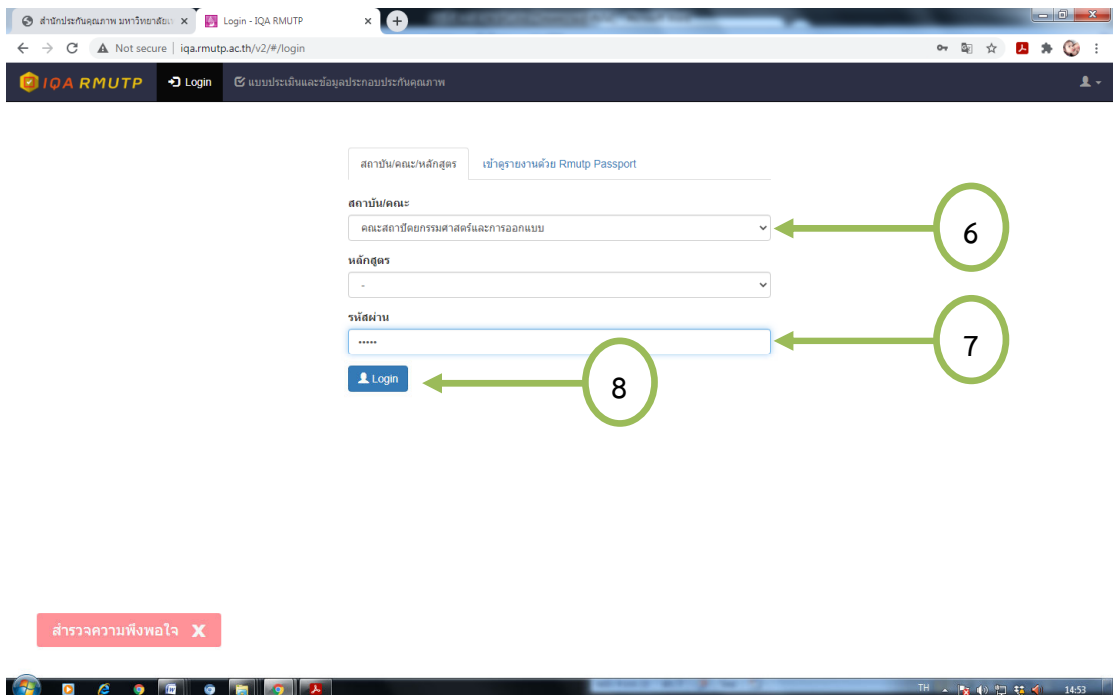 สำนักประกันคุณภาพ มหาวิทยาลัยเ
Login - IQA RMUTP
Not secure | iqa.rmutp.ac.th/v2/#/login
IQA RMUTP
Login
แบบประเมินและข้อมูลประกอบประกันคุณภาพ
สถาบัน/คณะ/หลักสูตร
เข้าดูรายงานด้วย Rmutp Passport
สถาบัน/คณะ
คณะสถาปัตยกรรมศาสตร์และการออกแบบ
6
หลักสูตร
-
รหัสผ่าน
•••••
7
Login
8
สำรวจความพึงพอใจ X
TH
14:53